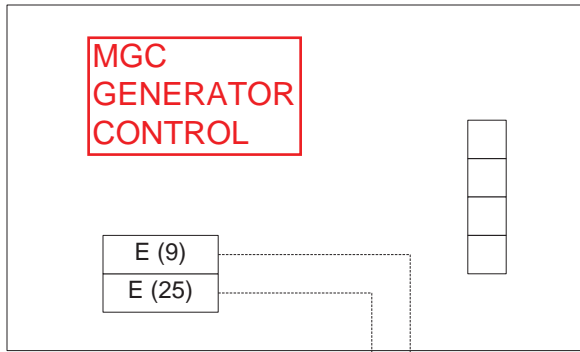 MGC
GENERATOR
CONTROL
E (9)
E (25)